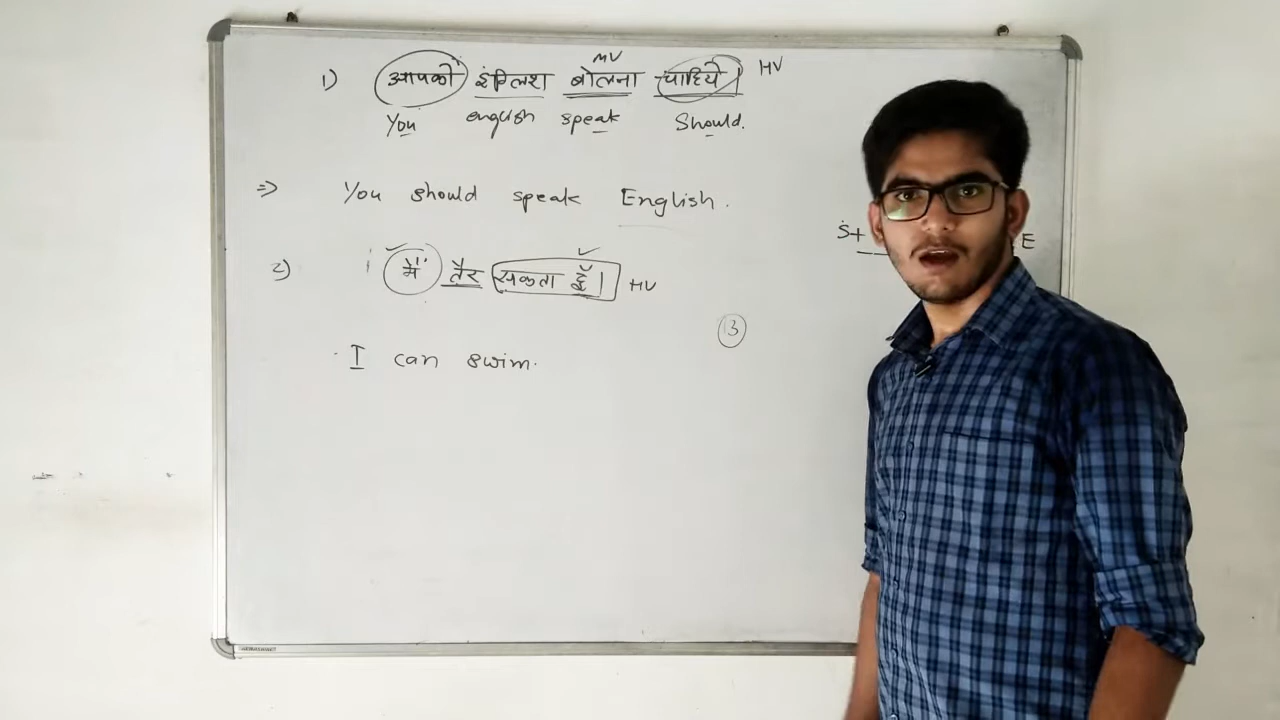 MV
1) आपको इंग्लिश बोलना चाहिये। HV
You english speak Should.
⇒ You should speak English.
S+ E
2) मैं तैर सकता हूँ। HV
3
I can swim.